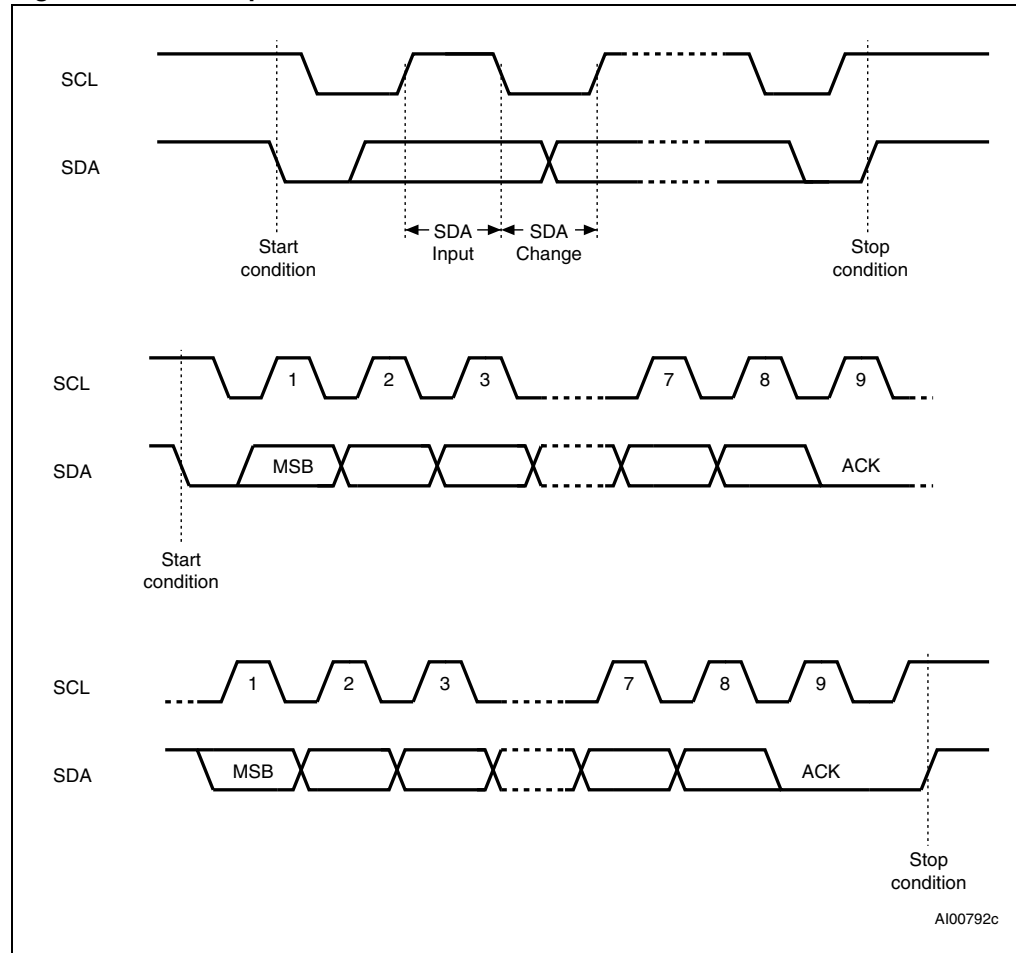 SCL
SDA
SDA
Input
SDA
Change
Start
condition
Stop
condition
SCL
1 2 3 7 8 9
SDA
MSB ACK
Start
condition
SCL
1 2 3 7 8 9
SDA
MSB ACK
Stop
condition
AI00792c